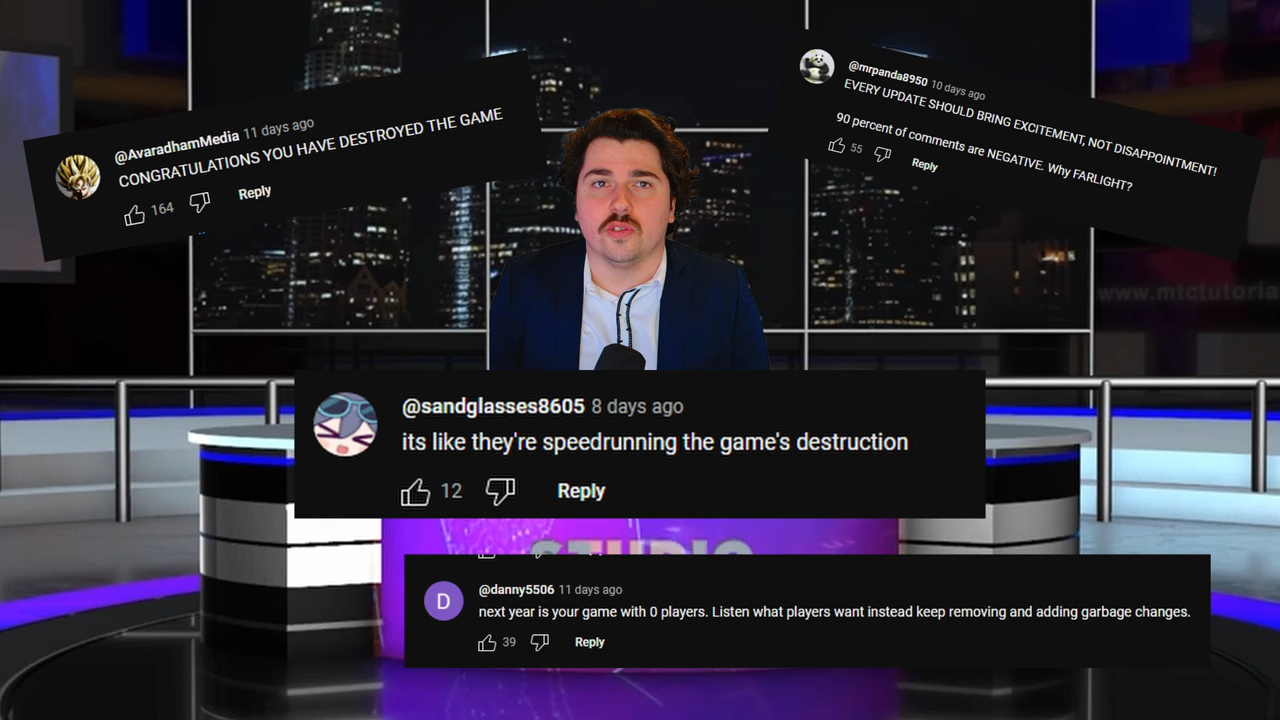 @AvaradhamMedia 11 days ago
CONGRATULATIONS YOU HAVE DESTROYED THE GAME
164 Reply
@mrpanda8950 10 days ago
EVERY UPDATE SHOULD BRING EXCITEMENT, NOT DISAPPOINTMENT!
90 percent of comments are NEGATIVE. Why FARLIGHT?
55 Reply
www.mtctutoria
@sandglasses8605 8 days ago
its like they're speedrunning the game's destruction
12 Reply
STUDIO
D
@danny5506 11 days ago
next year is your game with 0 players. Listen what players want instead keep removing and adding garbage changes.
39 Reply